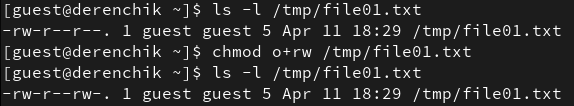 [guest@derenchik ~]$ ls -l /tmp/file01.txt
-rw-r--r--. 1 guest guest 5 Apr 11 18:29 /tmp/file01.txt
[guest@derenchik ~]$ chmod o+rw /tmp/file01.txt
[guest@derenchik ~]$ ls -l /tmp/file01.txt
-rw-r--rw-. 1 guest guest 5 Apr 11 18:29 /tmp/file01.txt